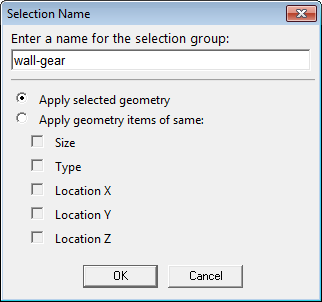 Selection Name
Enter a name for the selection group:
wall-gear
Apply selected geometry
Apply geometry items of same:
Size
Type
Location X
Location Y
Location Z
OK
Cancel